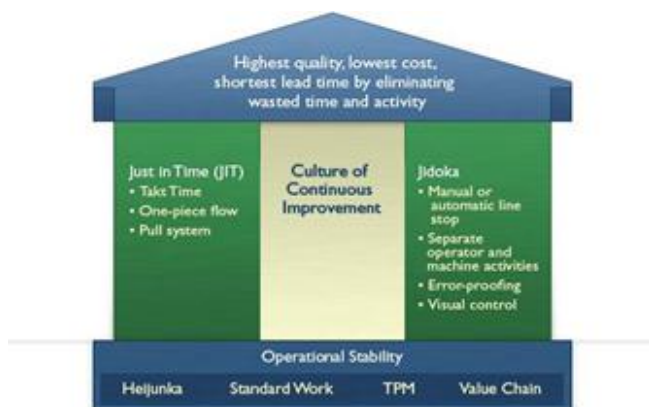 Highest quality, lowest cost,
shortest lead time by eliminating
wasted time and activity
Just in Time (JIT)
• Takt Time
• One-piece flow
• Pull system
Culture of
Continuous
Improvement
Jidoka
• Manual or
automatic line
stop
• Separate
operator and
machine activities
• Error-proofing
• Visual control
Operational Stability
Heijunka Standard Work TPM Value Chain